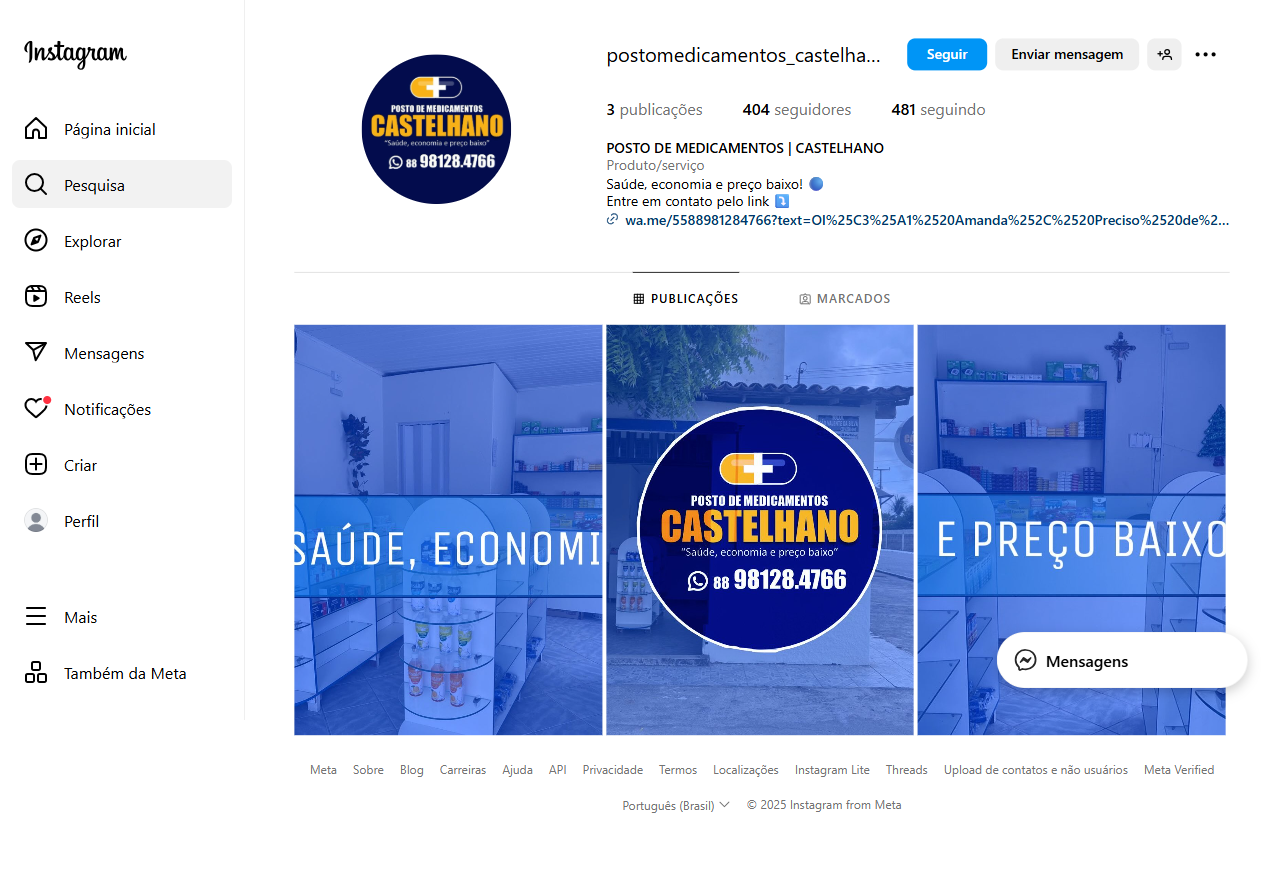 Instagram
Página inicial
Pesquisa
Explorar
Reels
Mensagens
Notificações
Criar
Perfil
Mais
Também da Meta
POSTO DE MEDICAMENTOS
CASTELHANO
"Saúde, economia e preço baixo"
88 98128.4766
postomedicamentos_castelha...
Seguir
Enviar mensagem
3 publicações 404 seguidores 481 seguindo
POSTO DE MEDICAMENTOS | CASTELHANO
Produto/serviço
Saúde, economia e preço baixo!
Entre em contato pelo link
wa.me/5588981284766?text=OI%25C3%25A1%2520Amanda%252C%2520Preciso%2520de%2...
PUBLICAÇÕES MARCADOS
SAÚDE, ECONOMI
POSTO DE MEDICAMENTOS
CASTELHANO
"Saúde, economia e preço baixo"
88 98128.4766
E PREÇO BAIXO
Mensagens
Meta Sobre Blog Carreiras Ajuda API Privacidade Termos Localizações Instagram Lite Threads Upload de contatos e não usuários Meta Verified
Português (Brasil) © 2025 Instagram from Meta